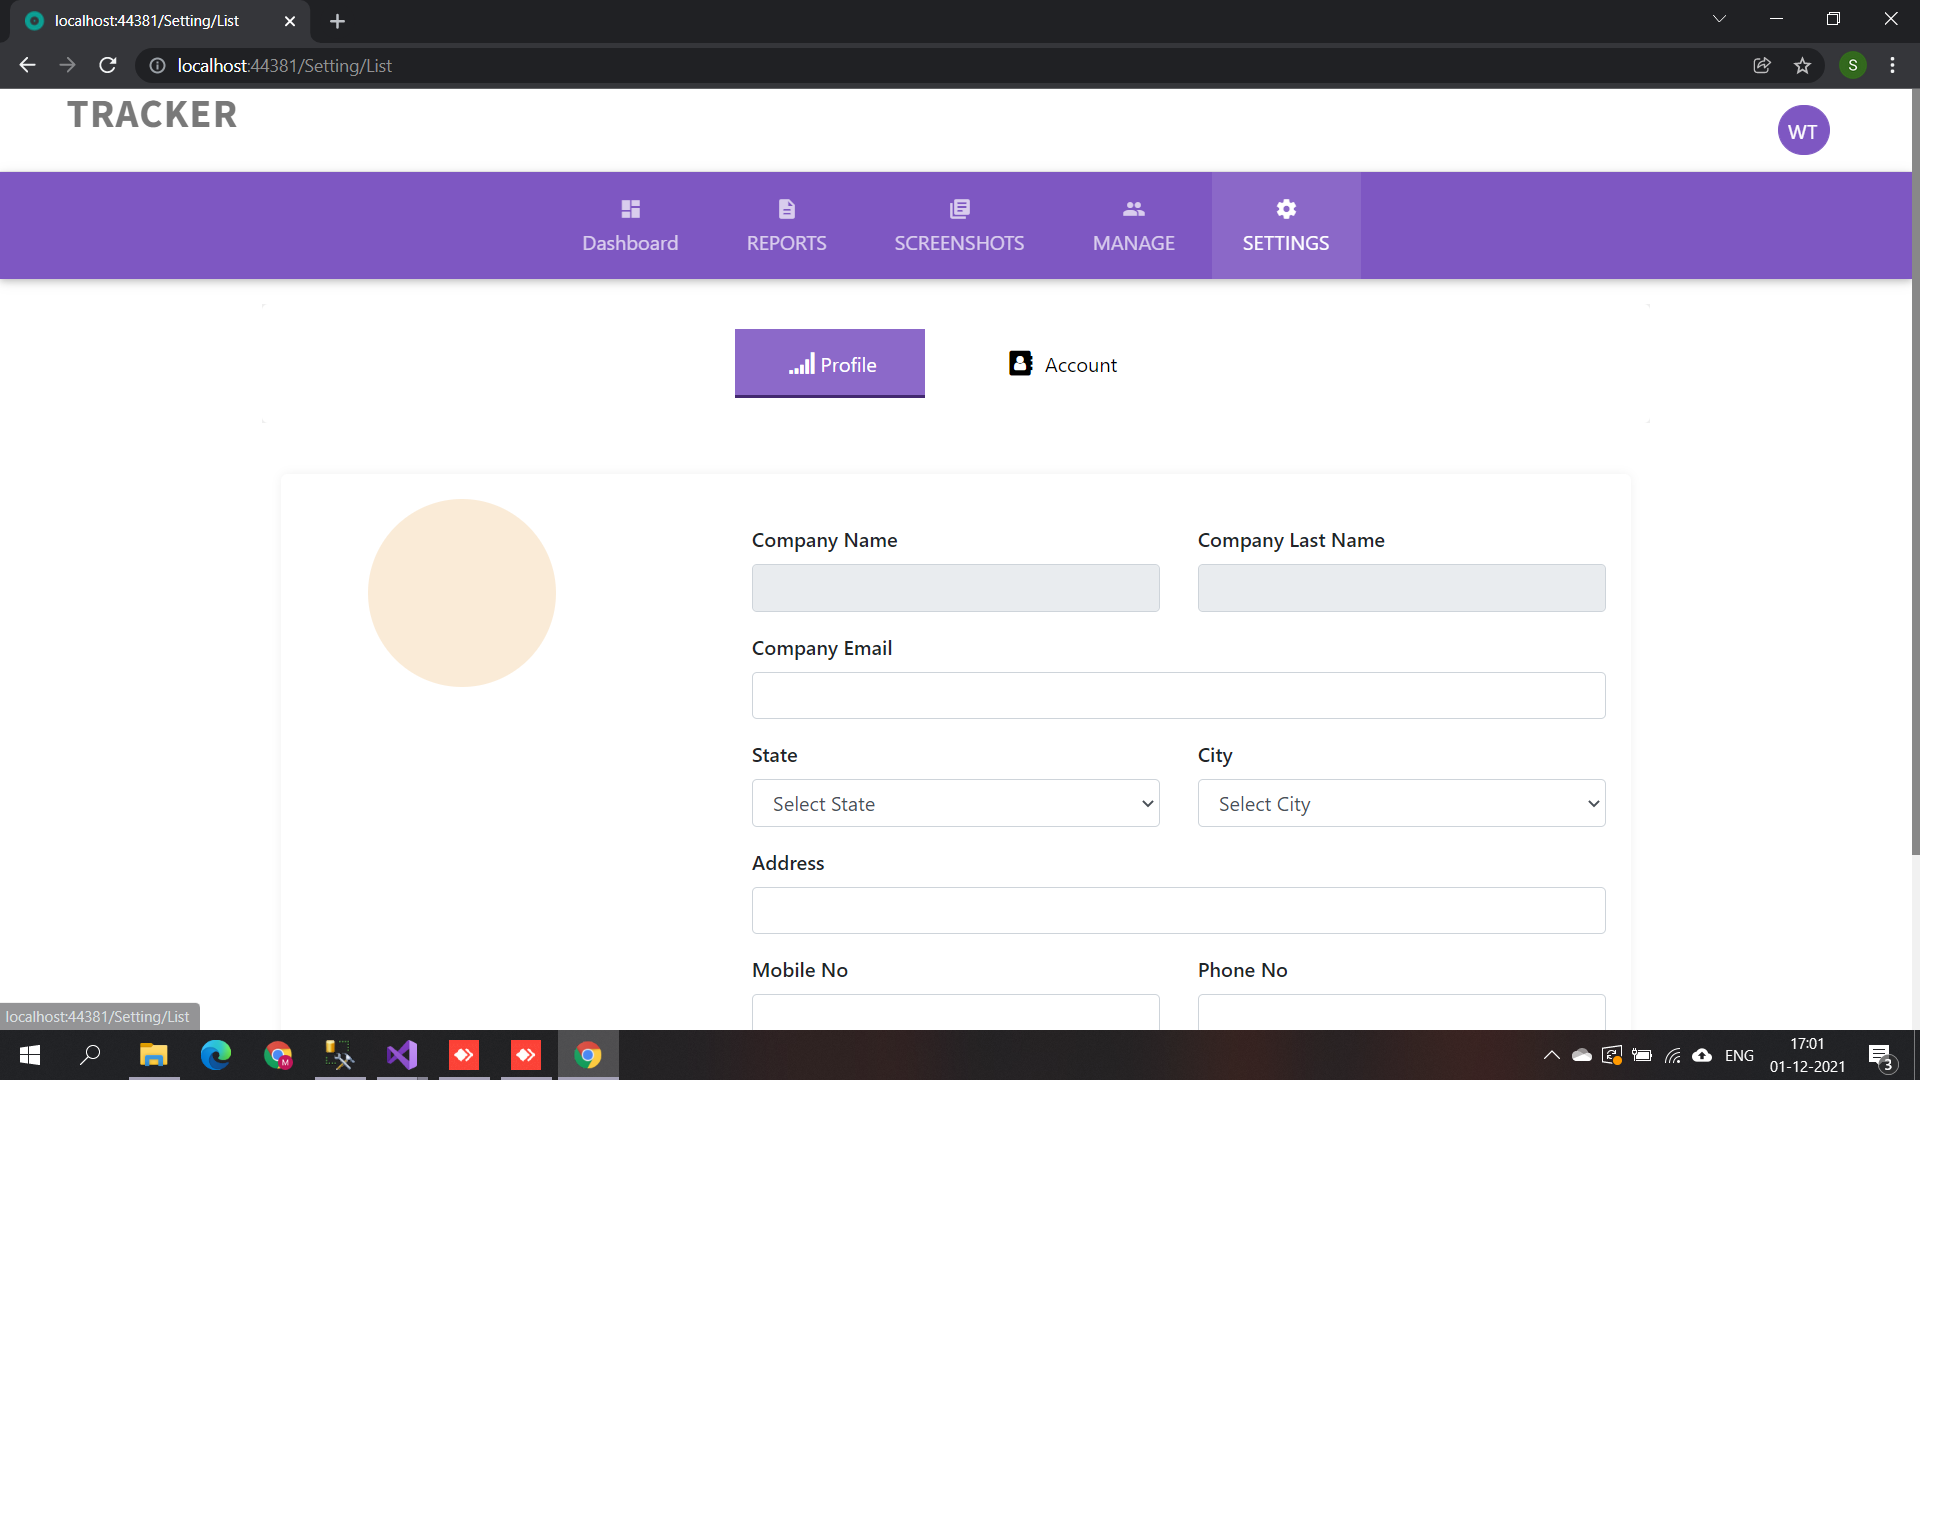 localhost:44381/Setting/List
localhost:44381/Setting/List
S
TRACKER
WT
Dashboard
REPORTS
SCREENSHOTS
MANAGE
SETTINGS
Profile
Account
Company Name
Company Last Name
Company Email
State
City
Select State
Select City
Address
Mobile No
Phone No
localhost:44381/Setting/List
M
ENG
17:01
01-12-2021
3